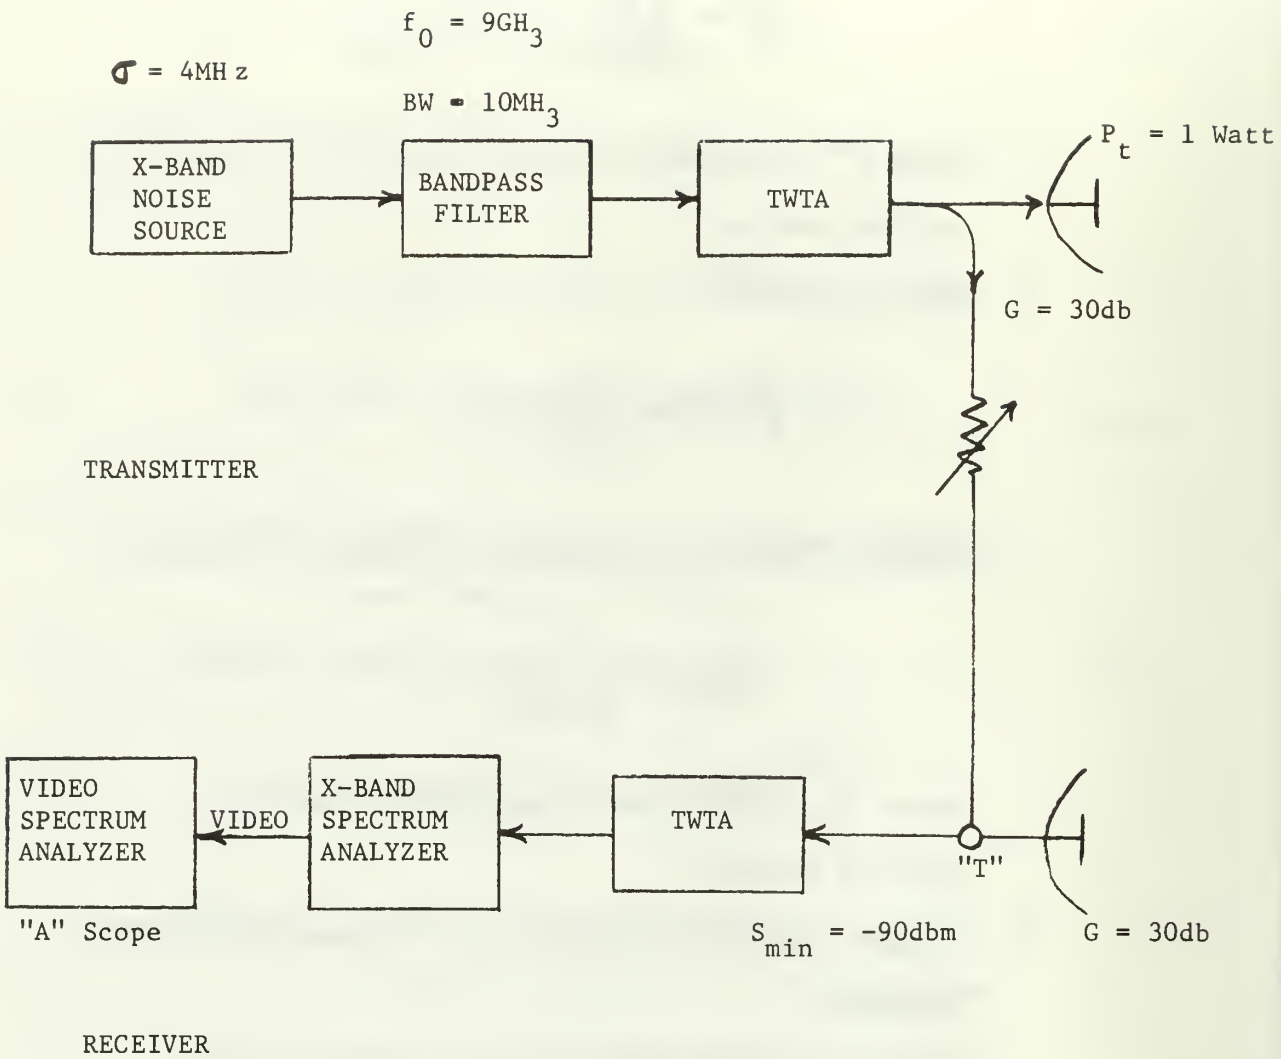 f0 = 9GH3
σ = 4MHz
BW = 10MH3
Pt = 1 Watt
X-BAND
NOISE
SOURCE
BANDPASS
FILTER
TWTA
G = 30db
TRANSMITTER
VIDEO
SPECTRUM
ANALYZER
VIDEO
X-BAND
SPECTRUM
ANALYZER
TWTA
"T"
"A" Scope
Smin = -90dbm
G = 30db
RECEIVER